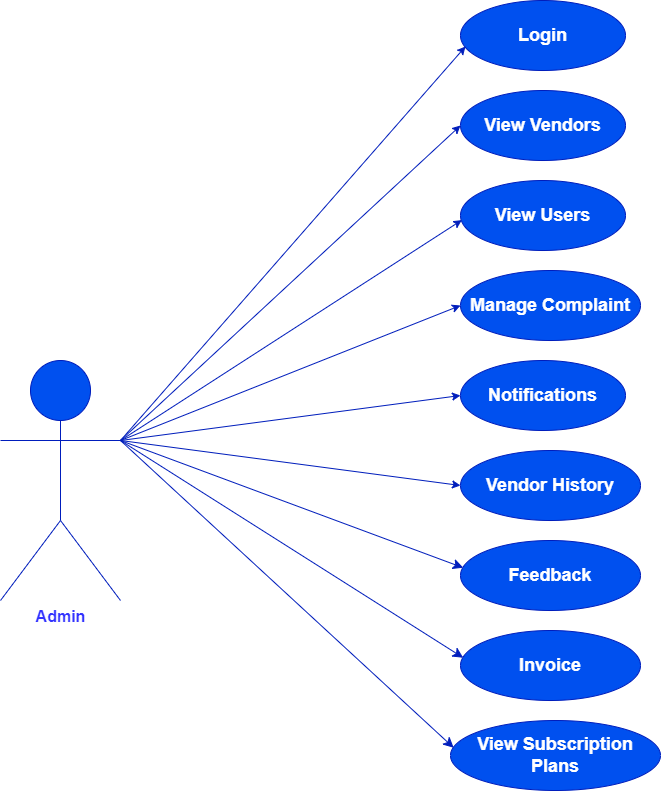 Login
View Vendors
View Users
Manage Complaint
Notifications
Vendor History
Feedback
Admin
Invoice
View Subscription
Plans